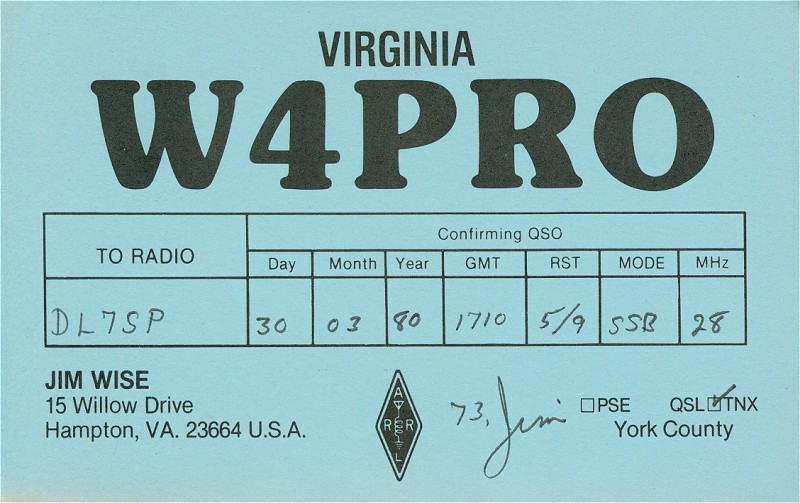 VIRGINIA
W4PRO
TO RADIO
Confirming QSO
Day Month Year GMT RST MODE MHz
DL7SP 30 03 80 1710 5/9 SSB 28
JIM WISE
15 Willow Drive
Hampton, VA. 23664 U.S.A.
A
R R
L
73, Jim
☐PSE QSL☑TNX
York County